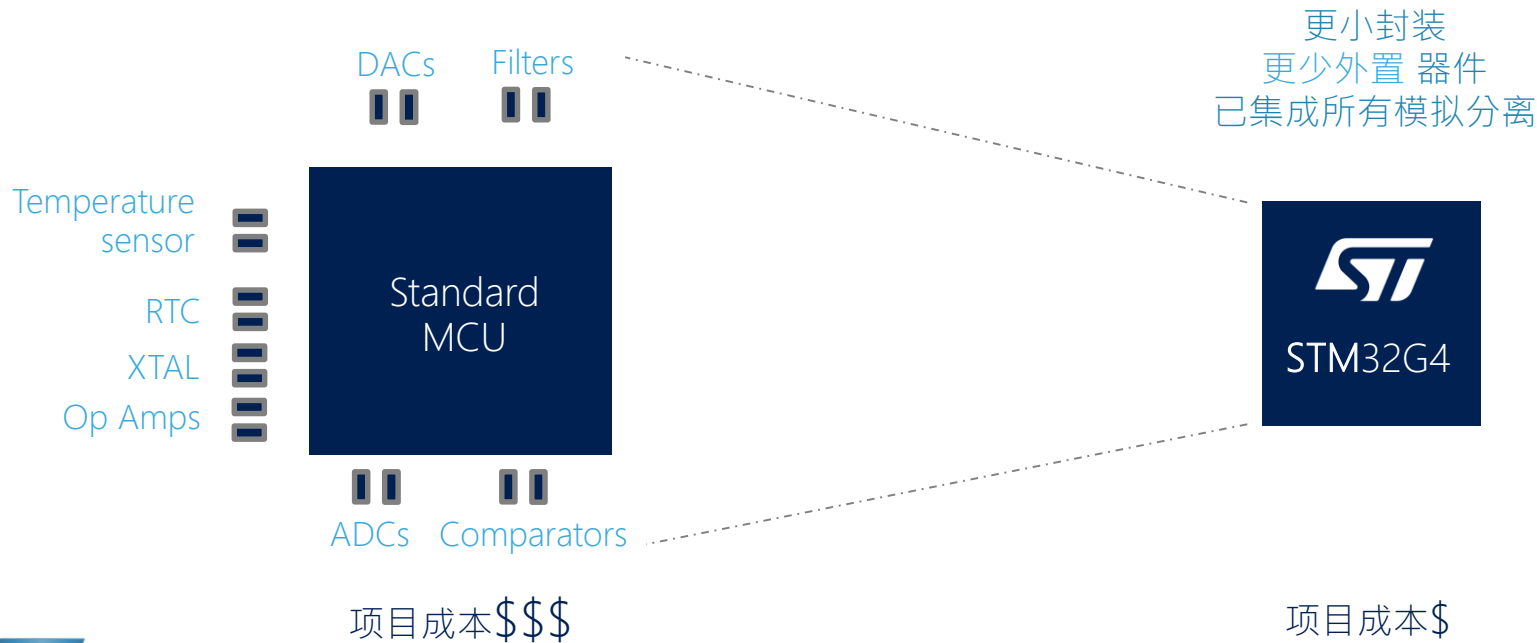 更小封装
更少外置 器件
已集成所有模拟分离
DACs
Filters
Temperature
sensor
RTC
XTAL
Op Amps
Standard
MCU
ST
STM32G4
ADCs
Comparators
项目成本$$$
项目成本$